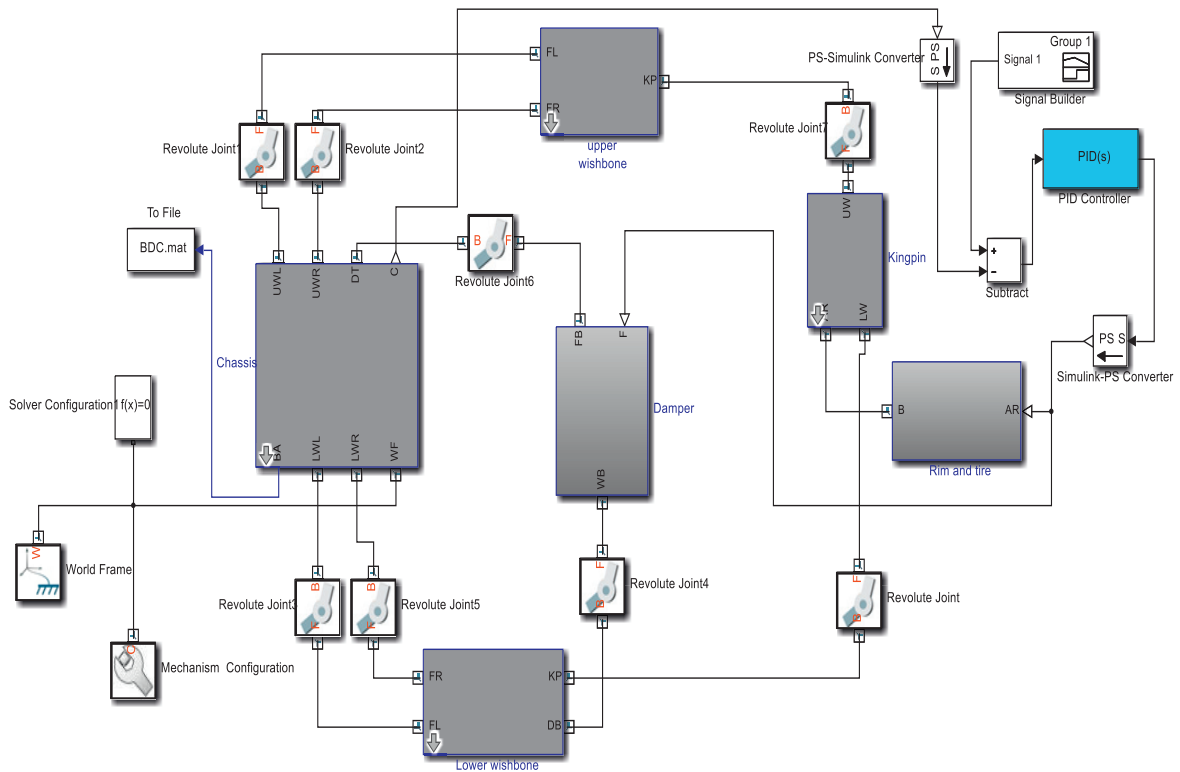 FL
KP
FR
upper
wishbone
PS-Simulink Converter
S PS
Group 1
Signal 1
Signal Builder
F
B
Revolute Joint1
F
B
Revolute Joint2
B
F
Revolute Joint7
PID(s)
PID Controller
To File
BDC.mat
UWL
UWR
DT
C
B
F
Revolute Joint6
UW
Kingpin
LW
+
−
Subtract
Chassis
BA
LWL
LWR
WF
FB
F
Damper
WB
PS S
Simulink-PS Converter
B
AR
Rim and tire
Solver Configuration1
f(x)=0
W
World Frame
C
Mechanism Configuration
B
F
Revolute Joint3
B
F
Revolute Joint5
F
B
Revolute Joint4
F
B
Revolute Joint
FR
KP
FL
DB
Lower wishbone